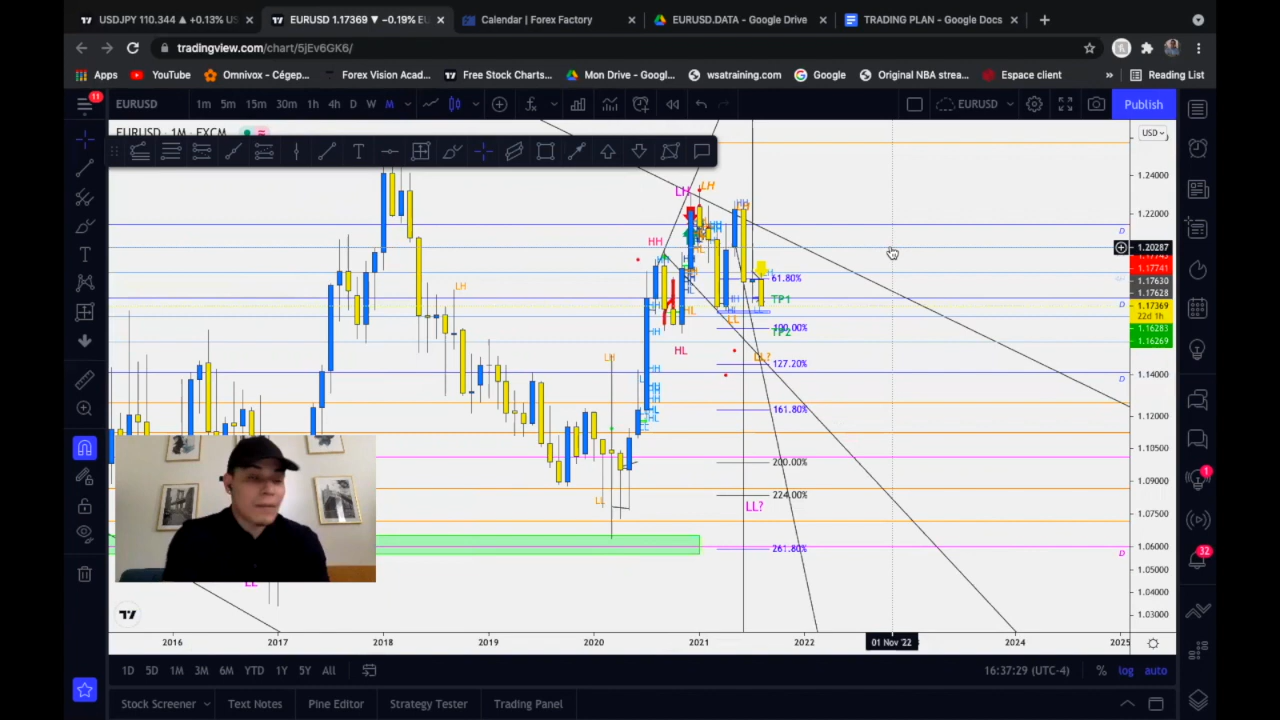 USDJPY 110.344 ▲ +0.13% US
EURUSD 1.17369 ▼ −0.19% EU
Calendar | Forex Factory
EURUSD.DATA - Google Drive
TRADING PLAN - Google Docs
tradingview.com/chart/5jEv6GK6/
Apps
YouTube
Omnivox - Cégep...
Forex Vision Acad...
Free Stock Charts...
Mon Drive - Googl...
wsatraining.com
Google
Original NBA strea...
Espace client
»
Reading List
11
EURUSD
1m 5m 15m 30m 1h 4h D W M
EURUSD
Publish
EURUSD · 1M · FXCM
USD
1.24000
LH
LH
1.22000
HH
D
HH
1.20287
61.80%
1.17741
1.17630
1.17628
LH
TP1
D
1.17369
22d 1h
HL
LL
100.00%
TP2
1.16283
1.16269
HL
LH
LL?
127.20%
1.14000
D
161.80%
1.12000
1.10500
200.00%
1.09000
LL
224.00%
LL?
1.07500
261.80%
1.06000
D
1.05000
1.04000
1.03000
2016 2017 2018 2019 2020 2021 2022 01 Nov '22 2024 2025
1D 5D 1M 3M 6M YTD 1Y 5Y All
16:37:29 (UTC-4)
% log auto
Stock Screener
Text Notes
Pine Editor
Strategy Tester
Trading Panel
1
32